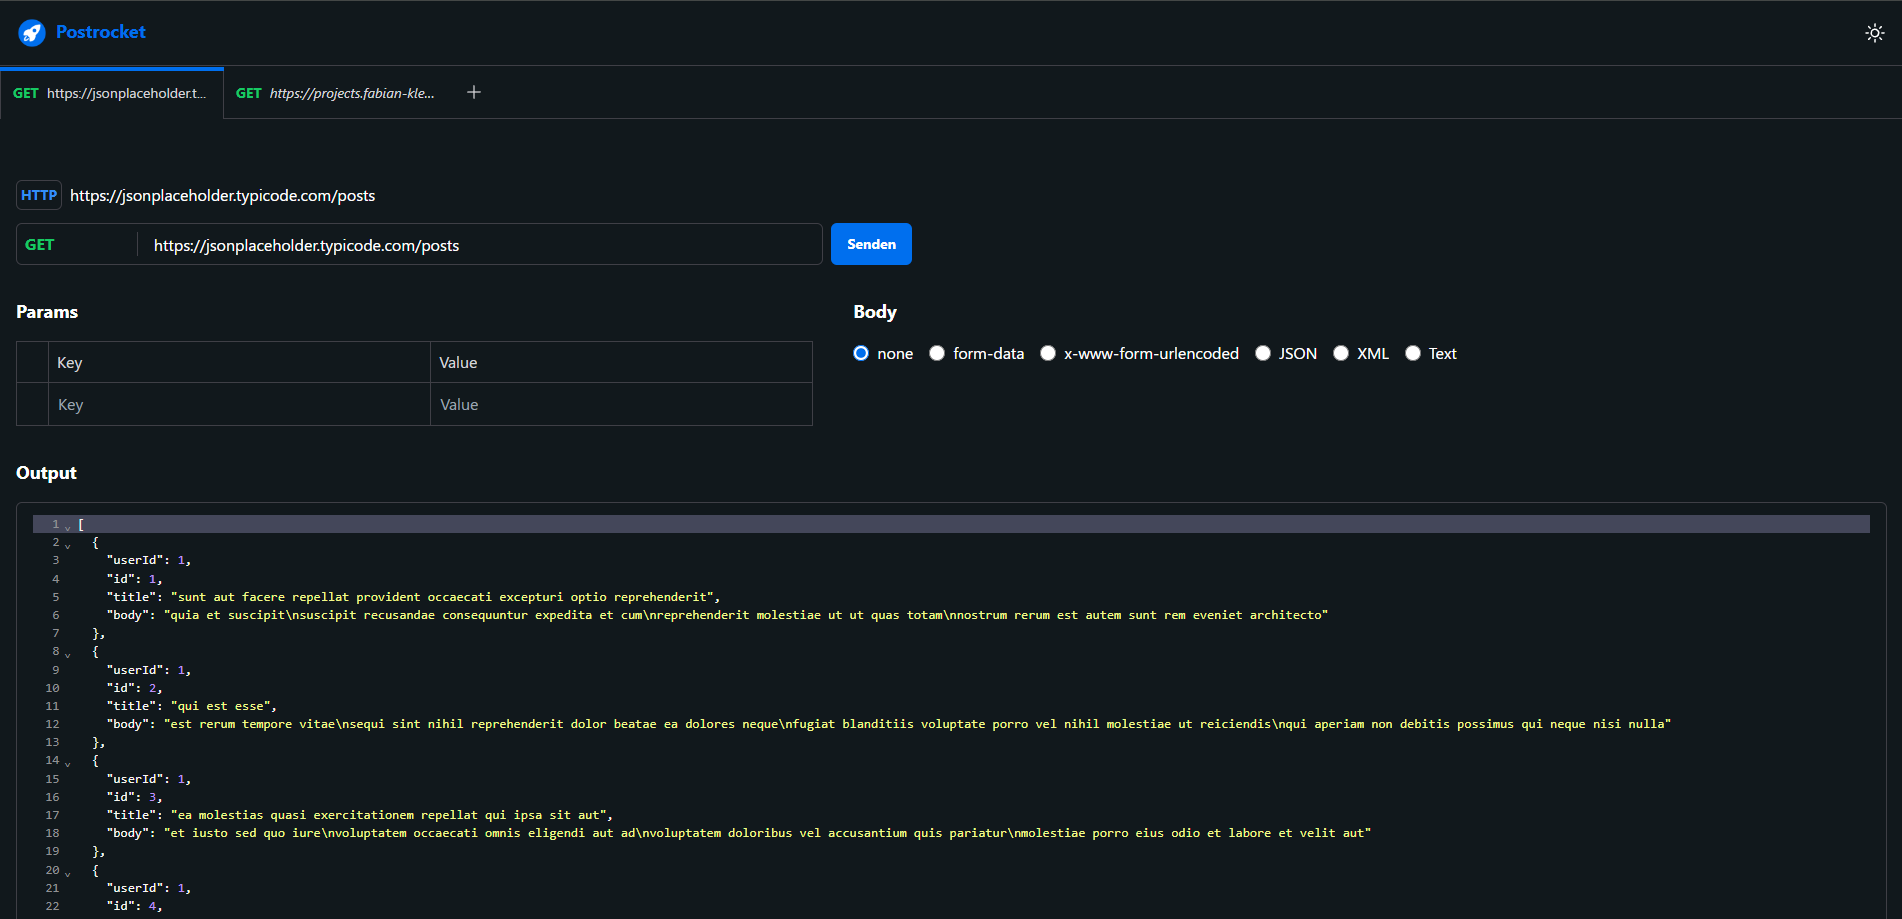 Postrocket
GET https://jsonplaceholder.t... GET https://projects.fabian-kle... +
HTTP https://jsonplaceholder.typicode.com/posts
GET https://jsonplaceholder.typicode.com/posts Senden
Params
Key Value
Key Value
Body
none form-data x-www-form-urlencoded JSON XML Text
Output
1 [
2 {
3 "userId": 1,
4 "id": 1,
5 "title": "sunt aut facere repellat provident occaecati excepturi optio reprehenderit",
6 "body": "quia et suscipit\nsuscipit recusandae consequuntur expedita et cum\nreprehenderit molestiae ut ut quas totam\nnostrum rerum est autem sunt rem eveniet architecto"
7 },
8 {
9 "userId": 1,
10 "id": 2,
11 "title": "qui est esse",
12 "body": "est rerum tempore vitae\nsequi sint nihil reprehenderit dolor beatae ea dolores neque\nfugiat blanditiis voluptate porro vel nihil molestiae ut reiciendis\nqui aperiam non debitis possimus qui neque nisi nulla"
13 },
14 {
15 "userId": 1,
16 "id": 3,
17 "title": "ea molestias quasi exercitationem repellat qui ipsa sit aut",
18 "body": "et iusto sed quo iure\nvoluptatem occaecati omnis eligendi aut ad\nvoluptatem doloribus vel accusantium quis pariatur\nmolestiae porro eius odio et labore et velit aut"
19 },
20 {
21 "userId": 1,
22 "id": 4,